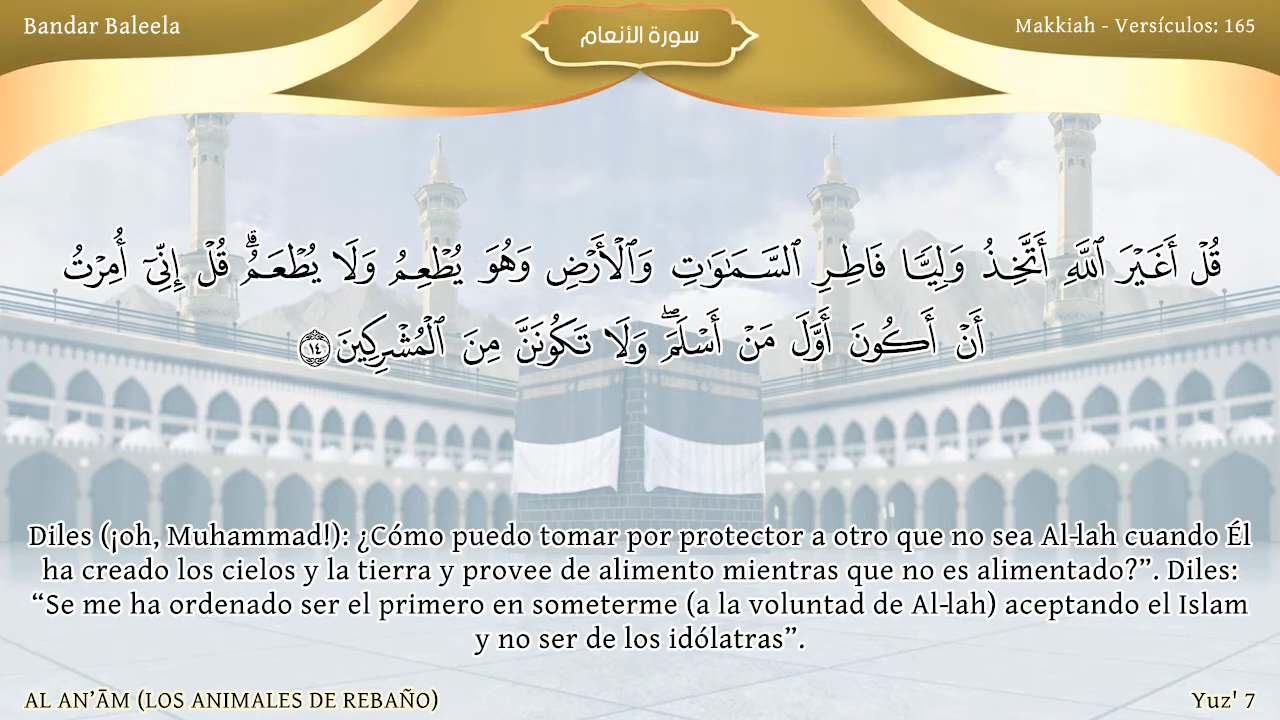 Bandar Baleela
سورة الأنعام
Makkiah - Versículos: 165
قُلْ أَغَيْرَ ٱللَّهِ أَتَّخِذُ وَلِيًّا فَاطِرِ ٱلسَّمَـٰوَٰتِ وَٱلْأَرْضِ وَهُوَ يُطْعِمُ وَلَا يُطْعَمُ ۗ قُلْ إِنِّىٓ أُمِرْتُ
أَنْ أَكُونَ أَوَّلَ مَنْ أَسْلَمَ ۖ وَلَا تَكُونَنَّ مِنَ ٱلْمُشْرِكِينَ ١٤
Diles (¡oh, Muhammad!): ¿Cómo puedo tomar por protector a otro que no sea Al-lah cuando Él
ha creado los cielos y la tierra y provee de alimento mientras que no es alimentado?”. Diles:
“Se me ha ordenado ser el primero en someterme (a la voluntad de Al-lah) aceptando el Islam
y no ser de los idólatras”.
AL AN’ĀM (LOS ANIMALES DE REBAÑO)
Yuz' 7